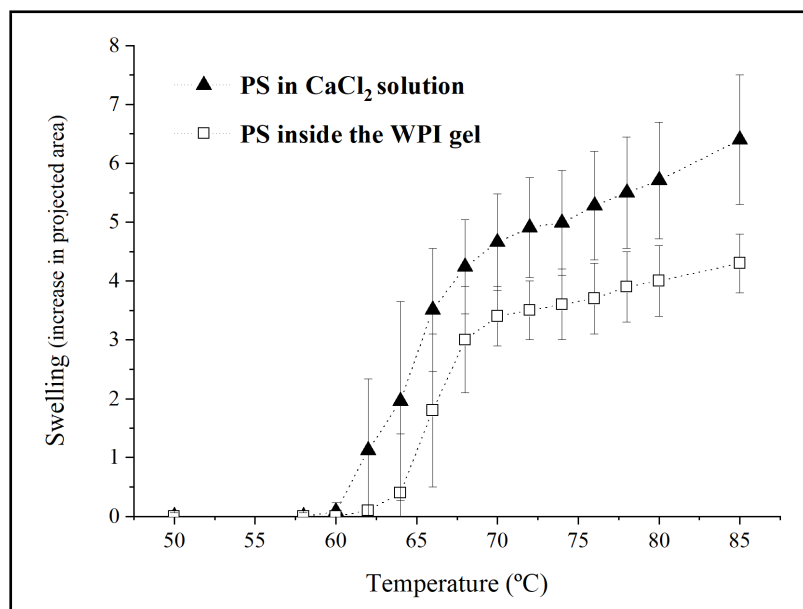 8
7
6
5
4
3
2
1
0
PS in CaCl₂ solution
PS inside the WPI gel
Swelling (increase in projected area)
50 55 60 65 70 75 80 85
Temperature (ºC)